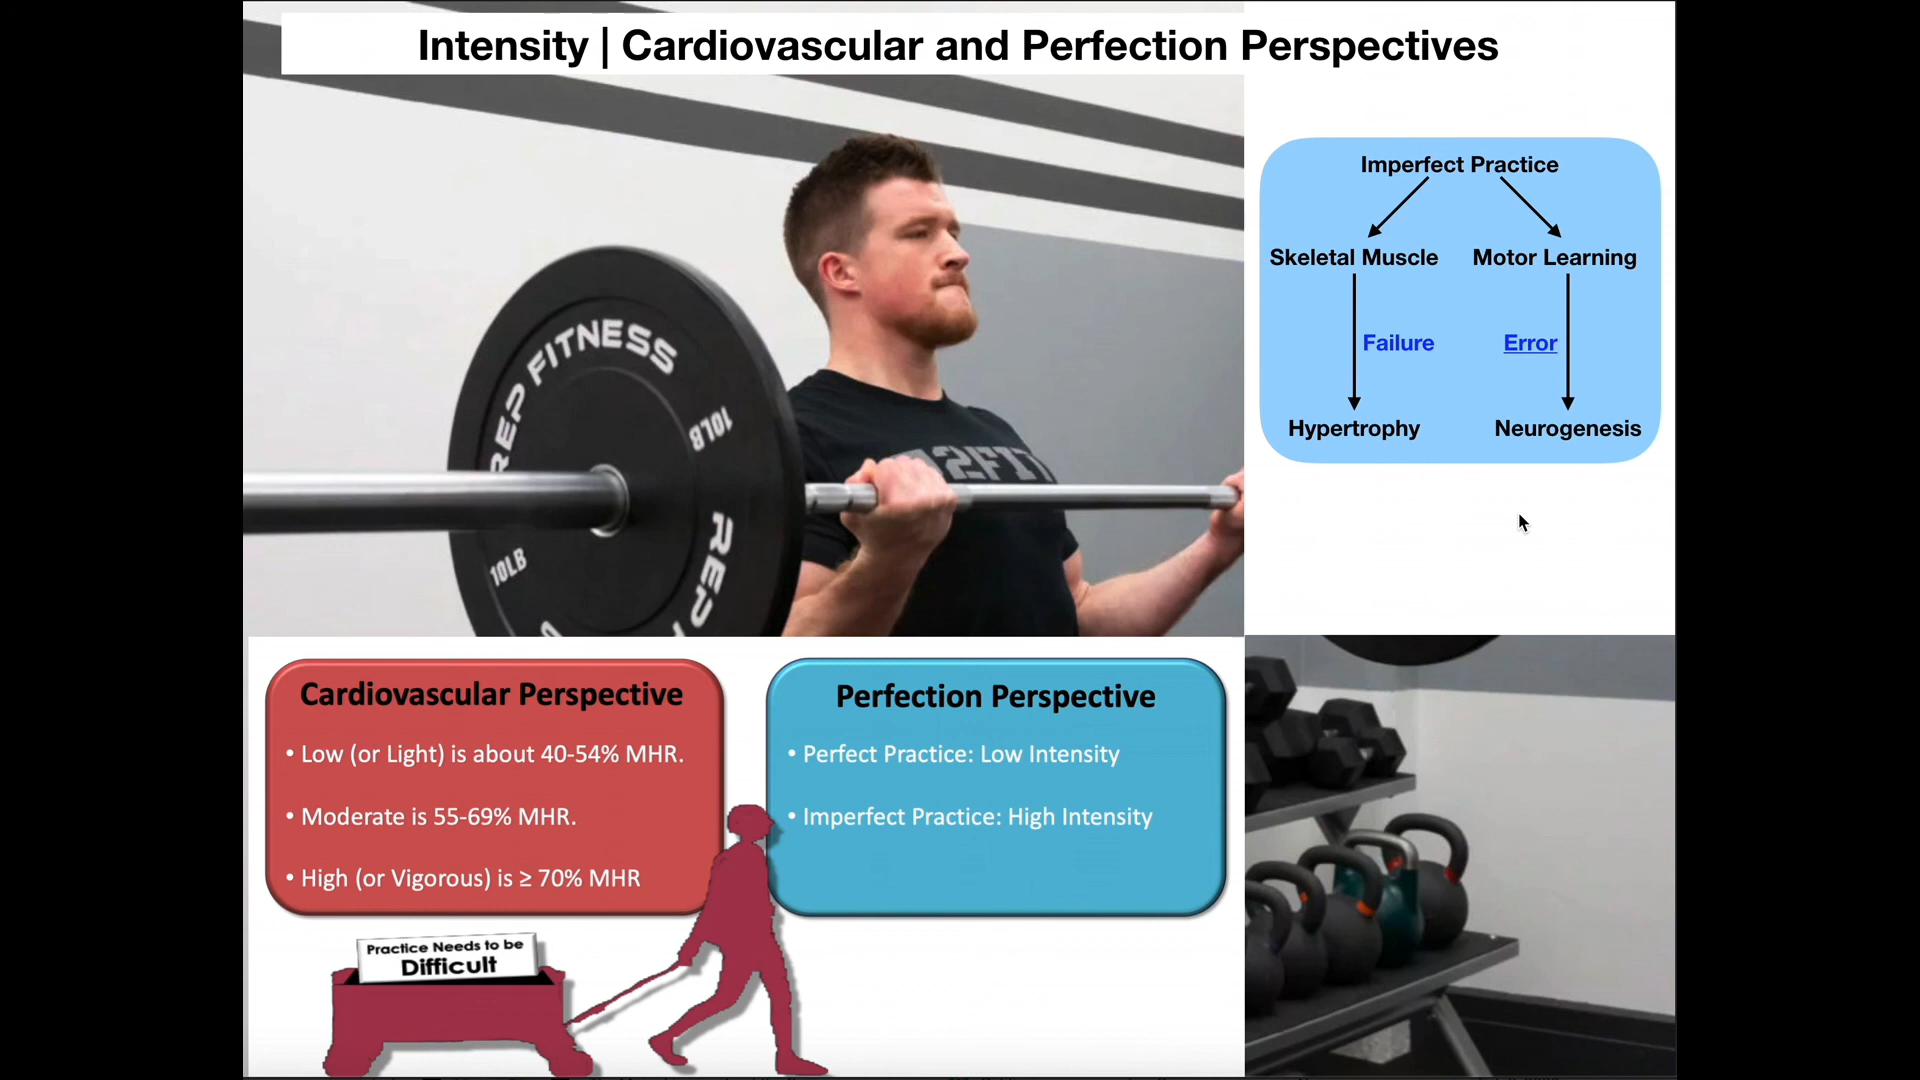 Intensity | Cardiovascular and Perfection Perspectives
REP FITNESS
10LB
10LB
REP
Imperfect Practice
Skeletal Muscle
Motor Learning
Failure
Error
Hypertrophy
Neurogenesis
Cardiovascular Perspective
• Low (or Light) is about 40-54% MHR.
• Moderate is 55-69% MHR.
• High (or Vigorous) is ≥ 70% MHR
Perfection Perspective
• Perfect Practice: Low Intensity
• Imperfect Practice: High Intensity
Practice Needs to be
Difficult